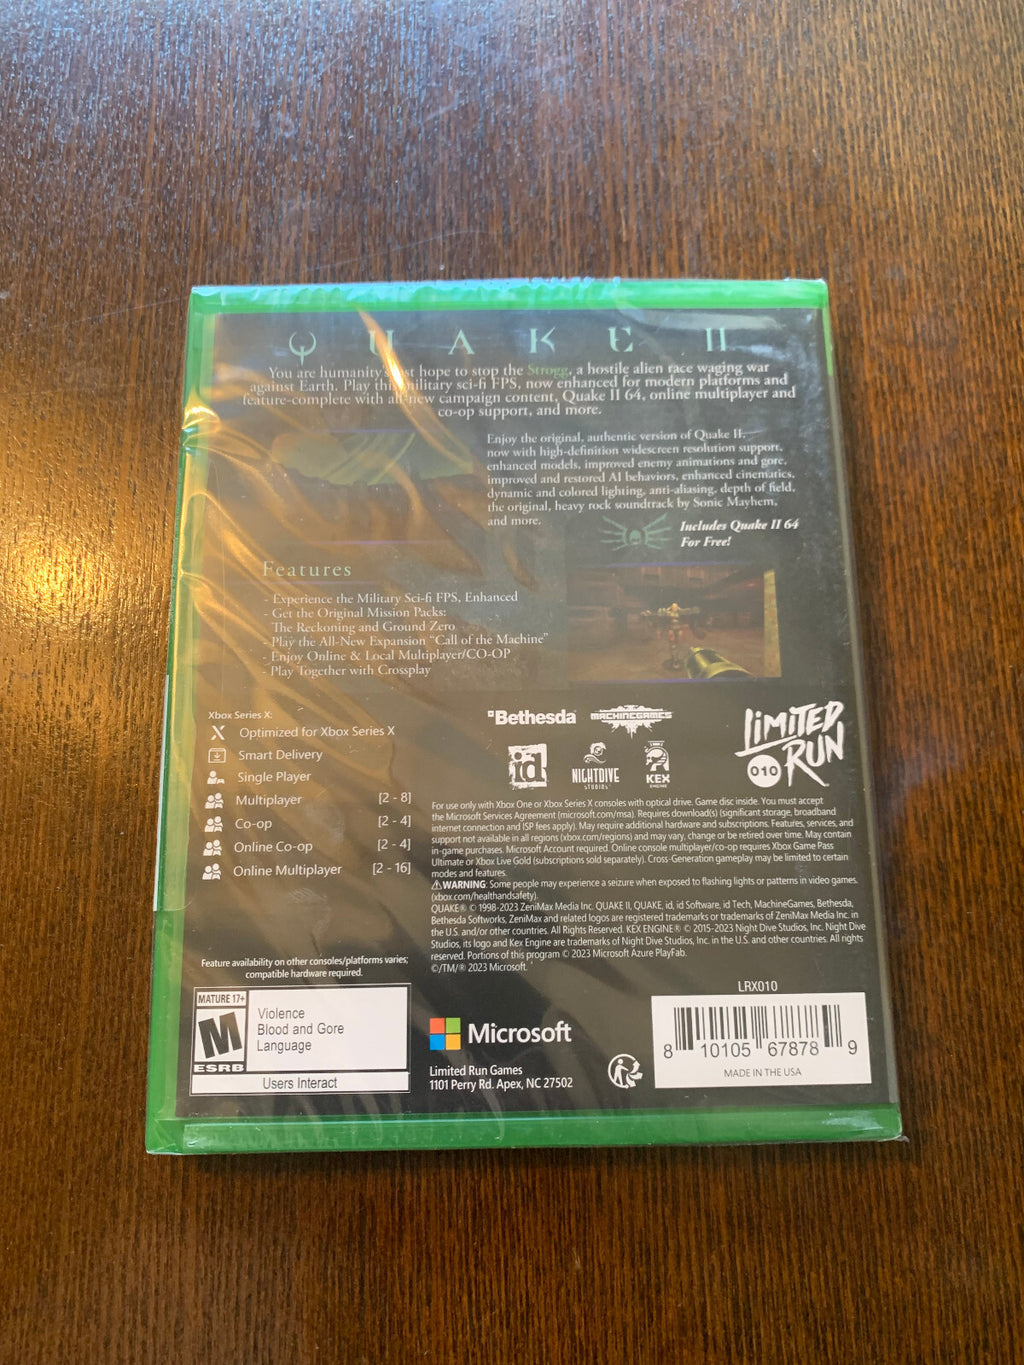 QUAKE II
You are humanity's last hope to stop the Strogg, a hostile alien race waging war
against Earth. Play this military sci-fi FPS, now enhanced for modern platforms and
feature-complete with all-new campaign content, Quake II 64, online multiplayer and
co-op support, and more.
Enjoy the original, authentic version of Quake II,
now with high-definition widescreen resolution support,
enhanced models, improved enemy animations and gore,
improved and restored AI behaviors, enhanced cinematics,
dynamic and colored lighting, anti-aliasing, depth of field,
the original, heavy rock soundtrack by Sonic Mayhem,
and more.
Includes Quake II 64
For Free!
Features
- Experience the Military Sci-fi FPS, Enhanced
- Get the Original Mission Packs:
The Reckoning and Ground Zero
- Play the All-New Expansion "Call of the Machine"
- Enjoy Online & Local Multiplayer/CO-OP
- Play Together with Crossplay
Xbox Series X:
Optimized for Xbox Series X
Smart Delivery
Single Player
Multiplayer [2 - 8]
Co-op [2 - 4]
Online Co-op [2 - 4]
Online Multiplayer [2 - 16]
Feature availability on other consoles/platforms varies;
compatible hardware required.
Bethesda
MACHINEGAMES
id
NIGHTDIVE
STUDIOS
KEX
ENGINE
LIMITED
RUN
010
For use only with Xbox One or Xbox Series X consoles with optical drive. Game disc inside. You must accept
the Microsoft Services Agreement (microsoft.com/msa). Requires download(s) (significant storage, broadband
internet connection and ISP fees apply). May require additional hardware and subscriptions. Features, services, and
support not available in all regions (xbox.com/regions) and may vary, change or be retired over time. May contain
in-game purchases. Microsoft Account required. Online console multiplayer/co-op requires Xbox Game Pass
Ultimate or Xbox Live Gold (subscriptions sold separately). Cross-Generation gameplay may be limited to certain
modes and features.
⚠WARNING: Some people may experience a seizure when exposed to flashing lights or patterns in video games.
(xbox.com/healthandsafety).
QUAKE® © 1998-2023 ZeniMax Media Inc. QUAKE II, QUAKE, id, id Software, id Tech, MachineGames, Bethesda,
Bethesda Softworks, ZeniMax and related logos are registered trademarks or trademarks of ZeniMax Media Inc. in
the U.S. and/or other countries. All Rights Reserved. KEX ENGINE® © 2015-2023 Night Dive Studios, Inc. Night Dive
Studios, its logo and Kex Engine are trademarks of Night Dive Studios, Inc. in the U.S. and other countries. All rights
reserved. Portions of this program © 2023 Microsoft Azure PlayFab.
©/TM/® 2023 Microsoft.
MATURE 17+
M
ESRB
Violence
Blood and Gore
Language
Users Interact
Microsoft
Limited Run Games
1101 Perry Rd. Apex, NC 27502
LRX010
8 10105 67878 9
MADE IN THE USA